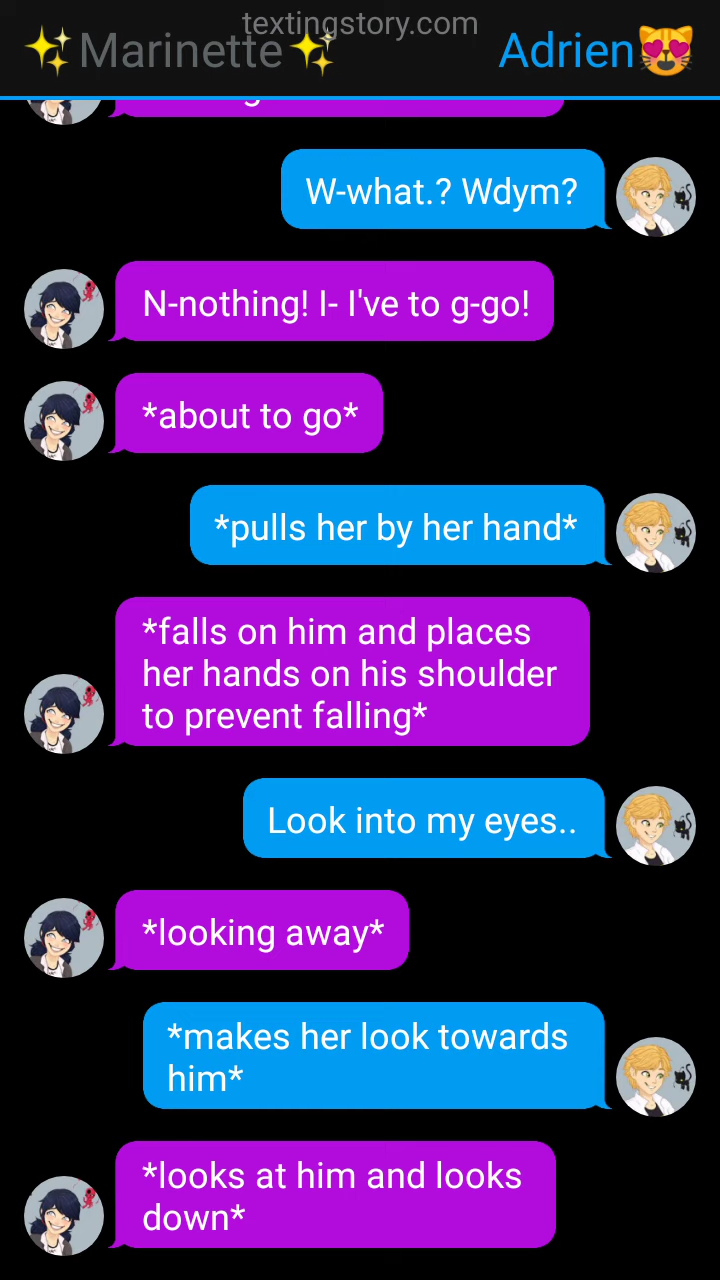 textingstory.com
✨Marinette✨ Adrien😻
W-what.? Wdym?
N-nothing! I- I've to g-go!
*about to go*
*pulls her by her hand*
*falls on him and places
her hands on his shoulder
to prevent falling*
Look into my eyes..
*looking away*
*makes her look towards
him*
*looks at him and looks
down*